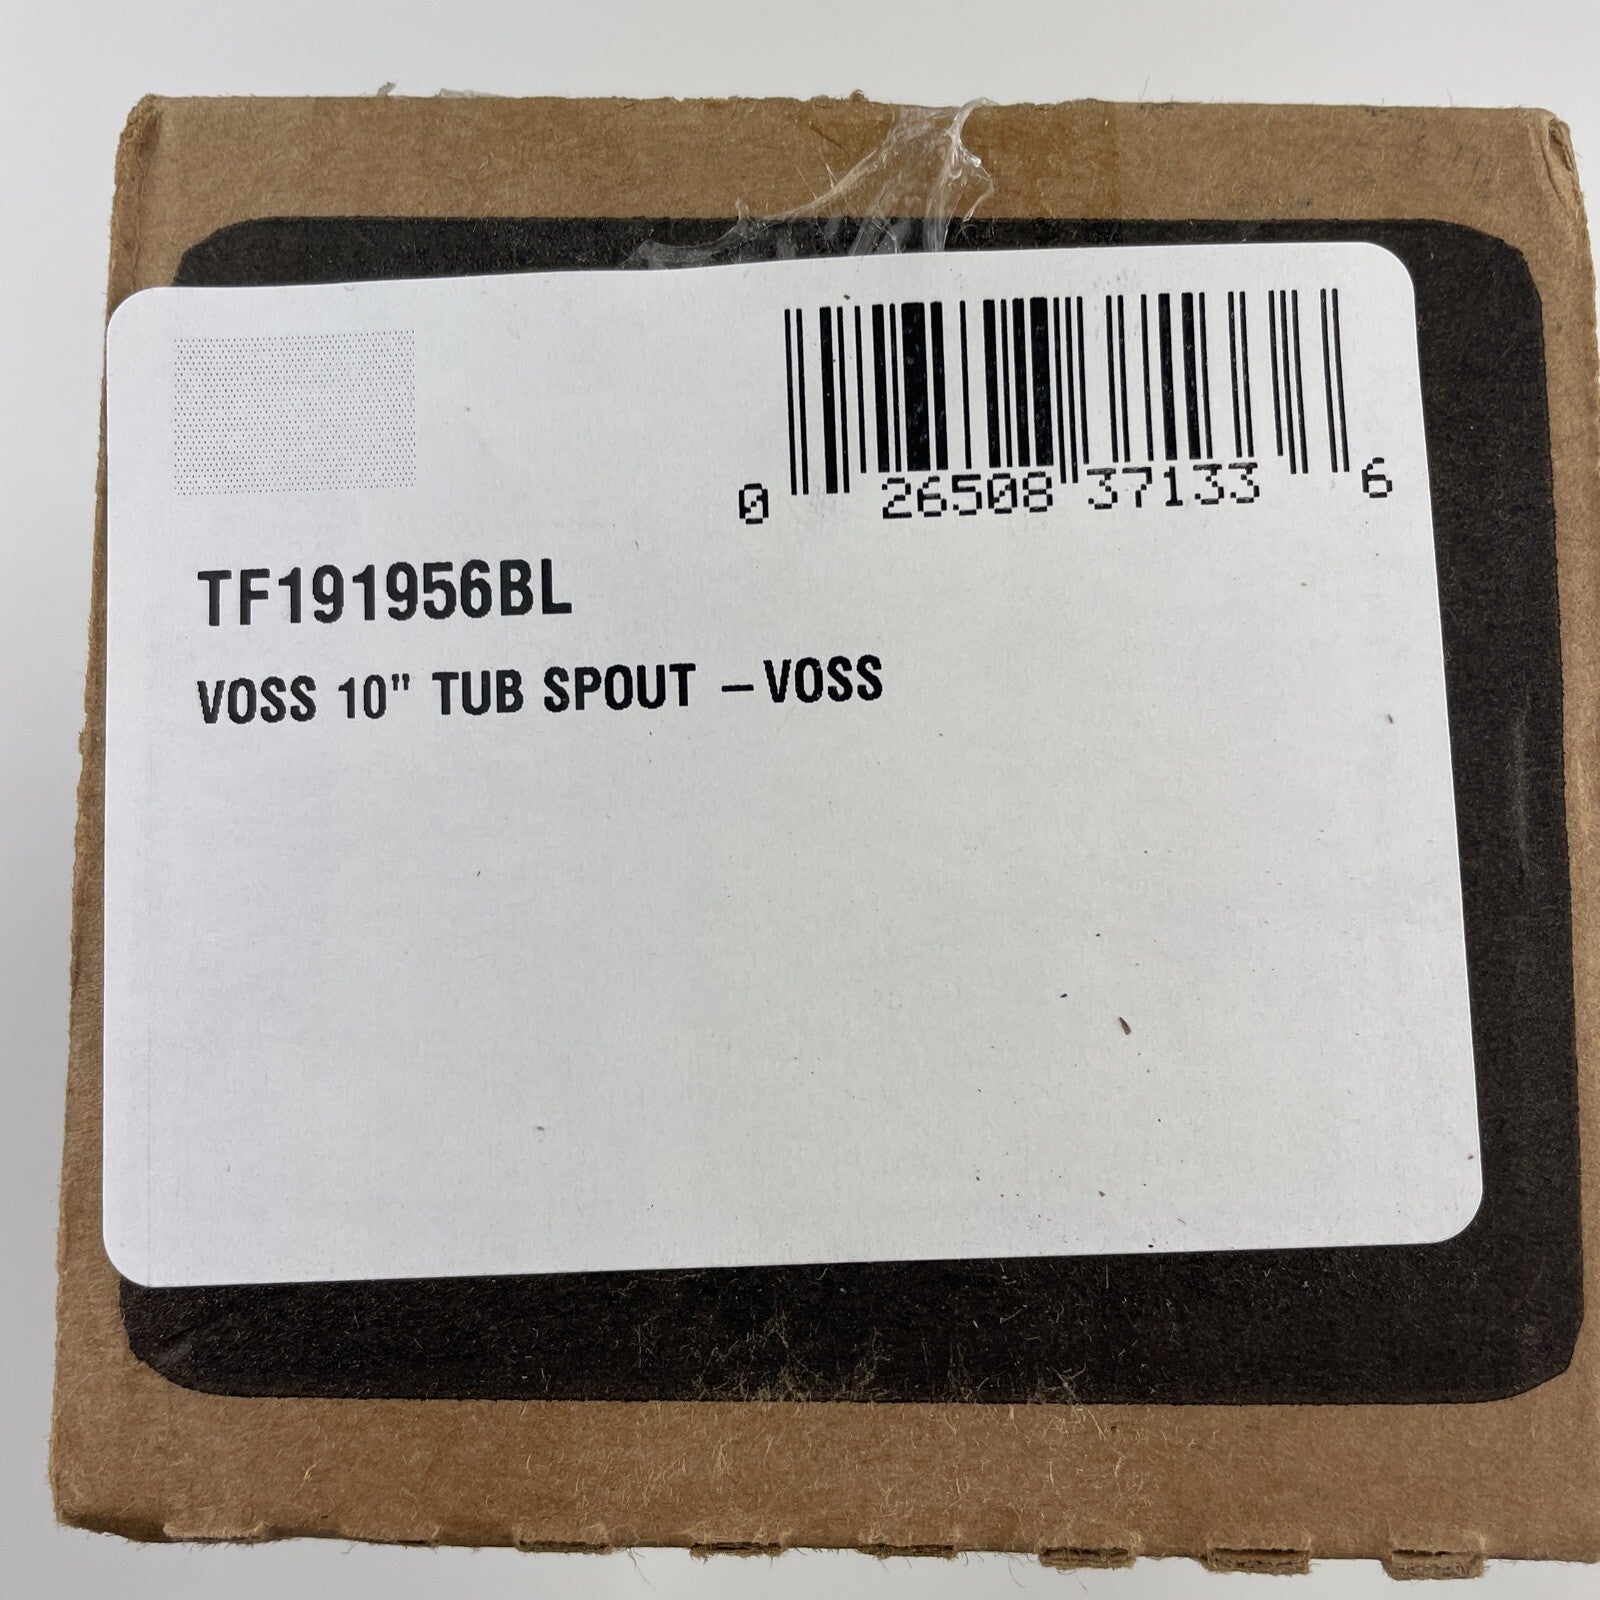 0 26508 37133 6
TF191956BL
VOSS 10" TUB SPOUT –VOSS